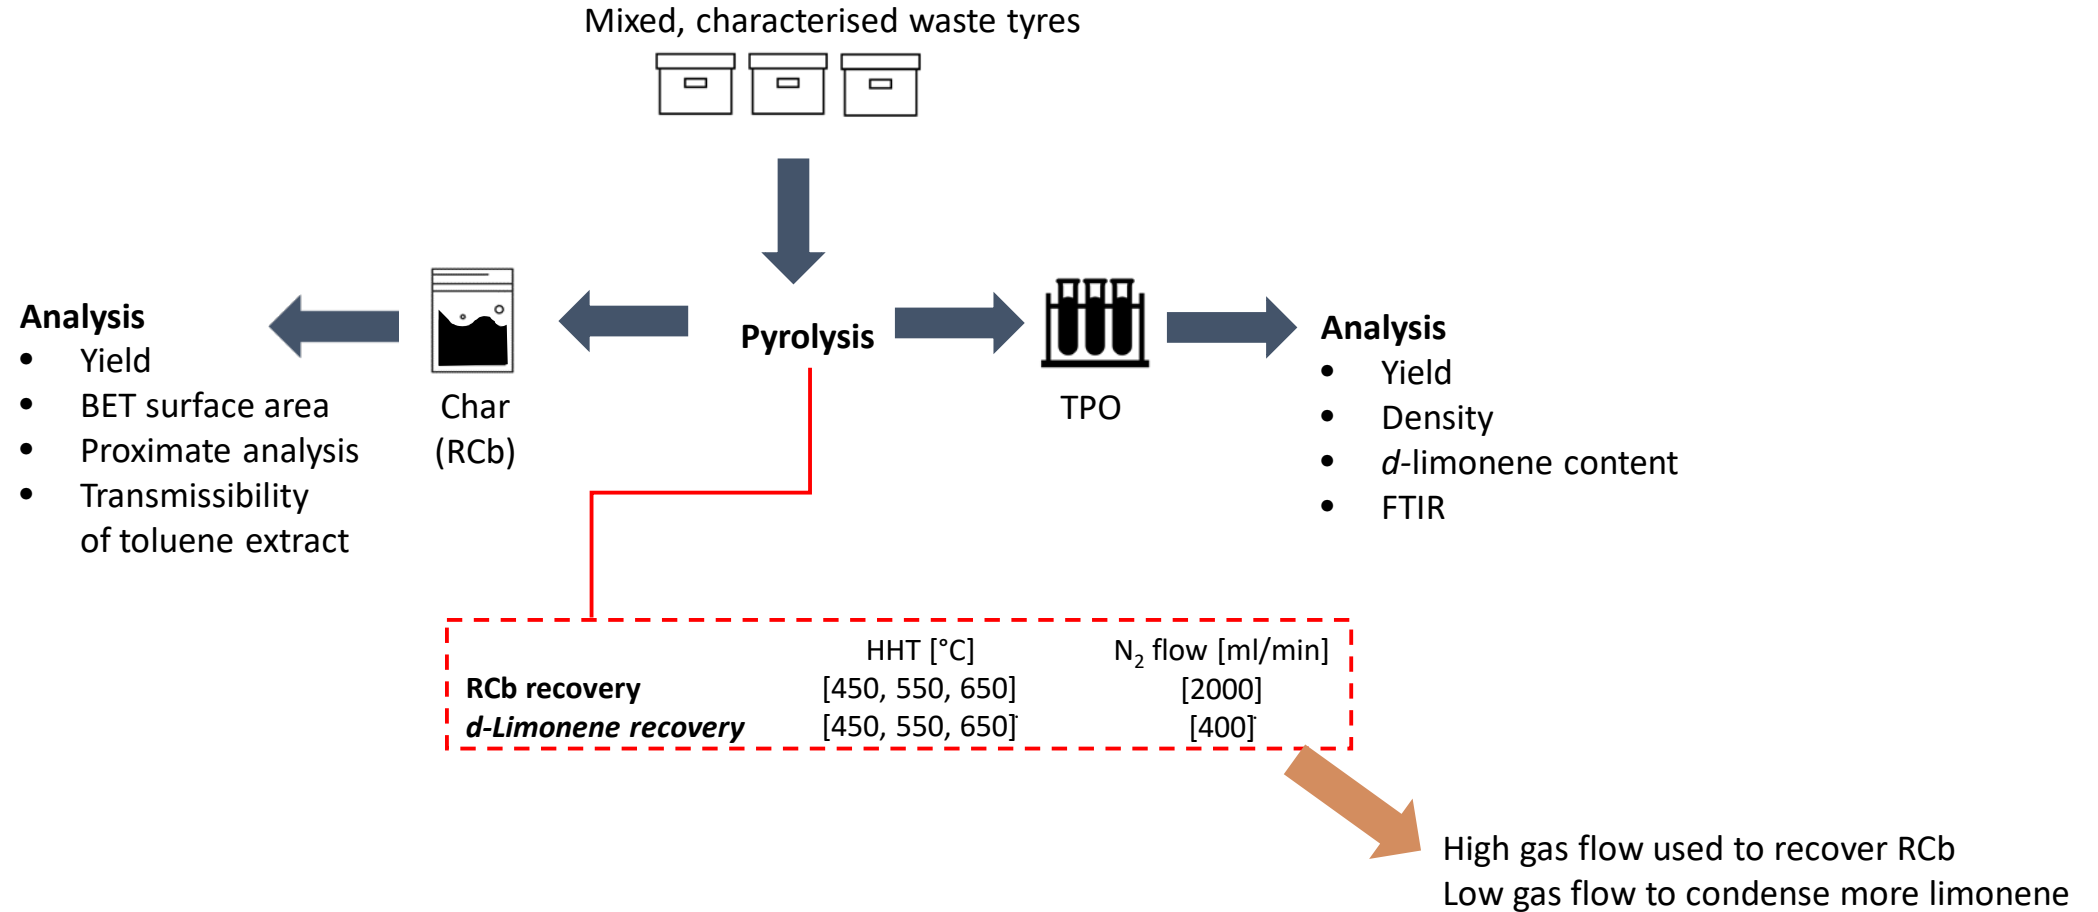 Mixed, characterised waste tyres
Analysis
• Yield
• BET surface area
• Proximate analysis
• Transmissibility
of toluene extract
Char
(RCb)
Pyrolysis
TPO
Analysis
• Yield
• Density
• d-limonene content
• FTIR
HHT [°C] N₂ flow [ml/min]
RCb recovery [450, 550, 650] [2000]
d-Limonene recovery [450, 550, 650] [400]
High gas flow used to recover RCb
Low gas flow to condense more limonene